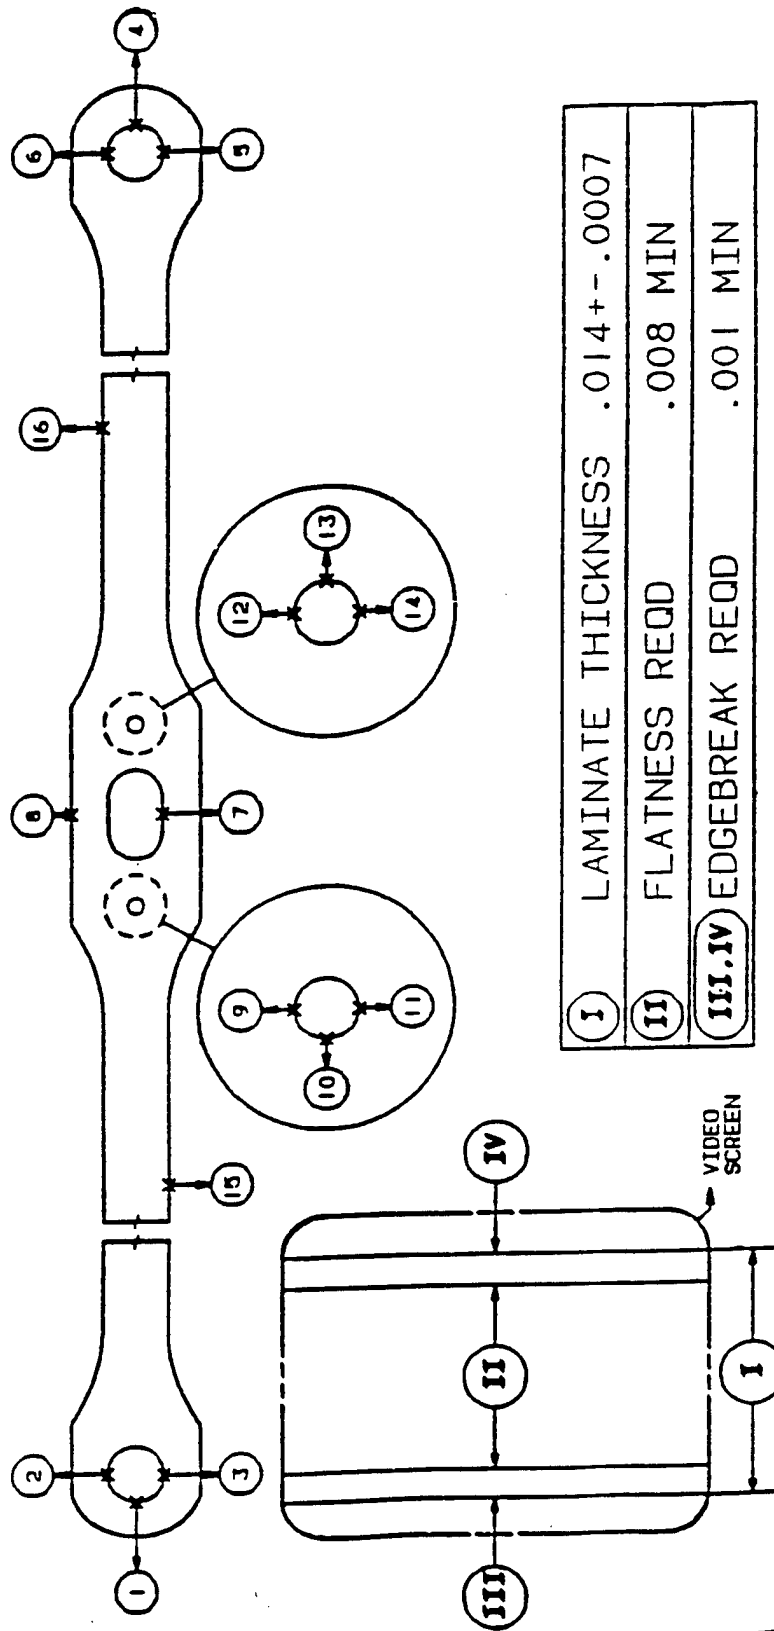 2
6
16
8
1
4
3
5
15
7
9
12
10
13
11
14
III
II
IV
I
VIDEO
SCREEN
I LAMINATE THICKNESS .014+-.0007
II FLATNESS REQD .008 MIN
III.IV EDGEBREAK REQD .001 MIN